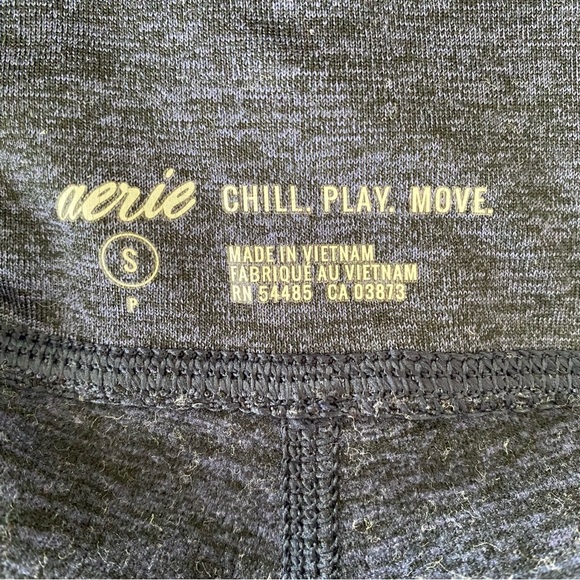 aerie CHILL. PLAY. MOVE.
S
P
MADE IN VIETNAM
FABRIQUE AU VIETNAM
RN 54485 CA 03873